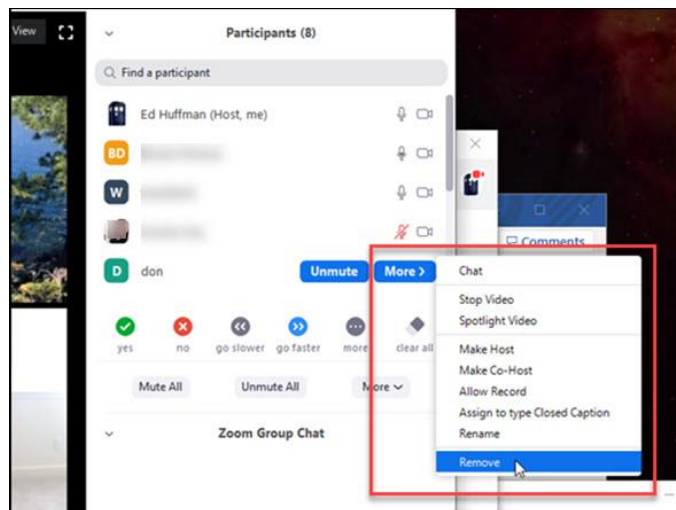 View
Participants (8)
Find a participant
Ed Huffman (Host, me)
BD
W
D don Unmute More >
yes no go slower go faster more clear all
Mute All Unmute All More
Zoom Group Chat
Comments
Chat
Stop Video
Spotlight Video
Make Host
Make Co-Host
Allow Record
Assign to type Closed Caption
Rename
Remove